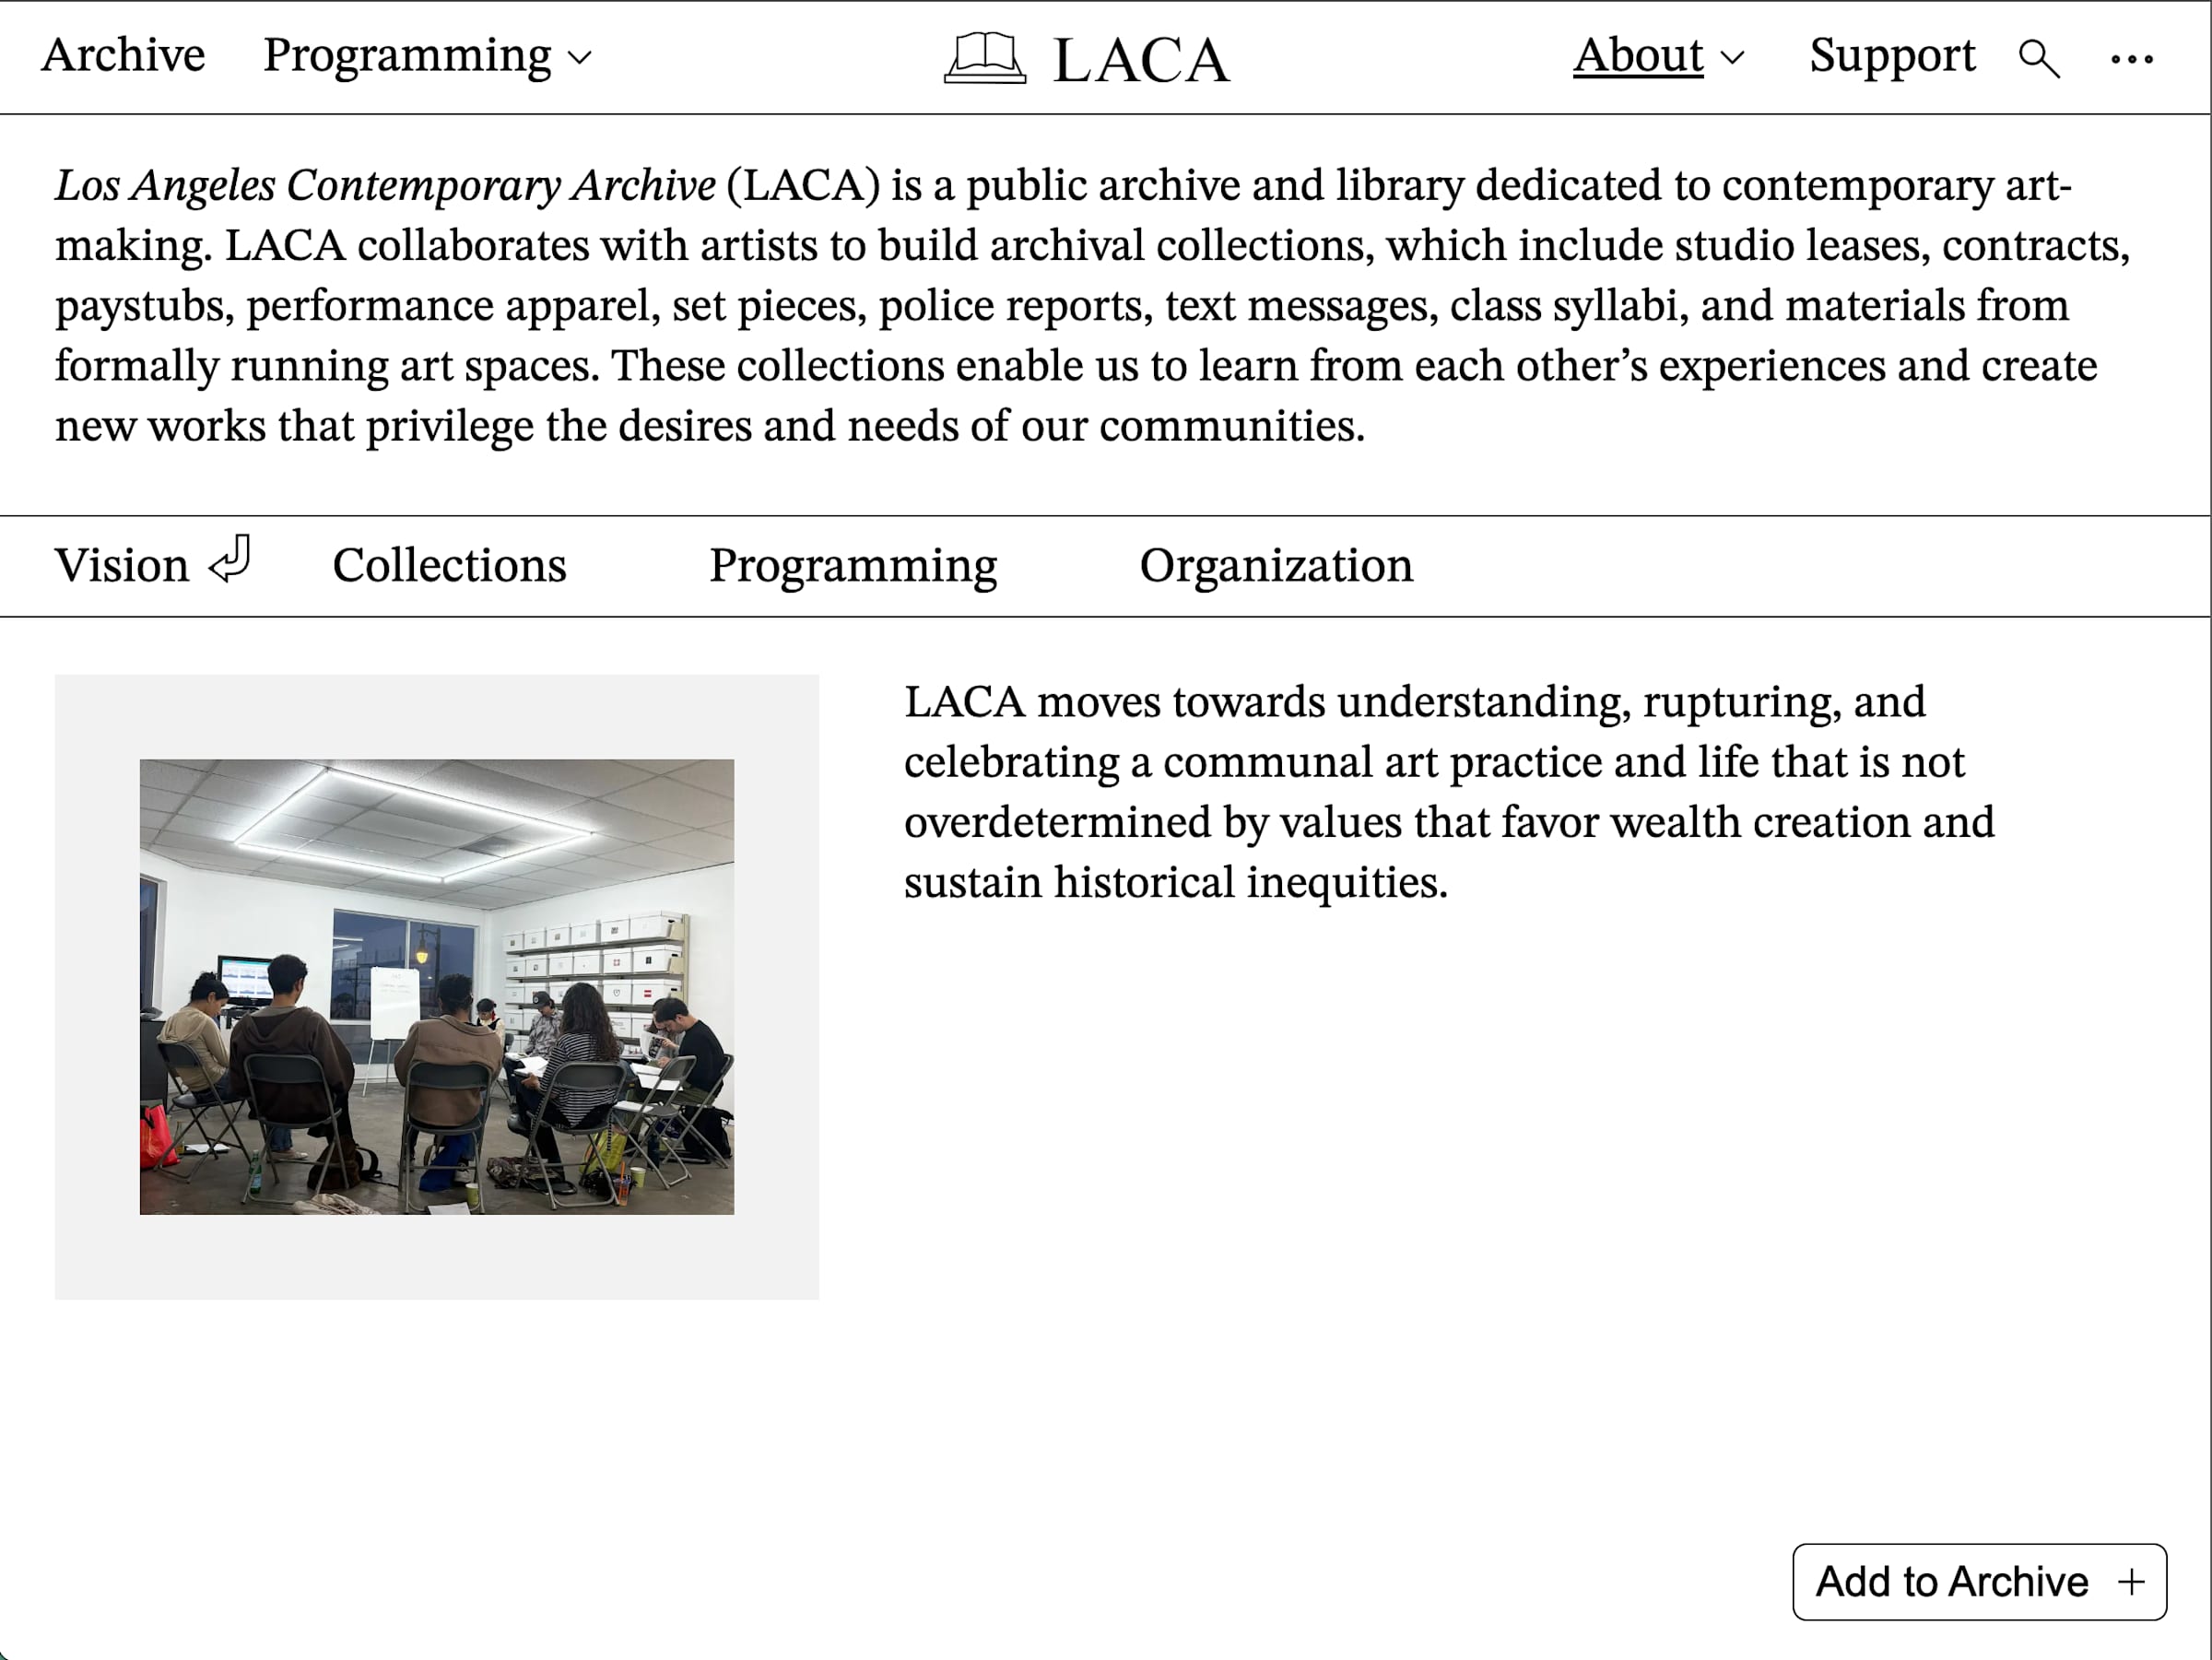 Archive Programming LACA About Support
Los Angeles Contemporary Archive (LACA) is a public archive and library dedicated to contemporary art-
making. LACA collaborates with artists to build archival collections, which include studio leases, contracts,
paystubs, performance apparel, set pieces, police reports, text messages, class syllabi, and materials from
formally running art spaces. These collections enable us to learn from each other’s experiences and create
new works that privilege the desires and needs of our communities.
Vision Collections Programming Organization
LACA moves towards understanding, rupturing, and
celebrating a communal art practice and life that is not
overdetermined by values that favor wealth creation and
sustain historical inequities.
Add to Archive +